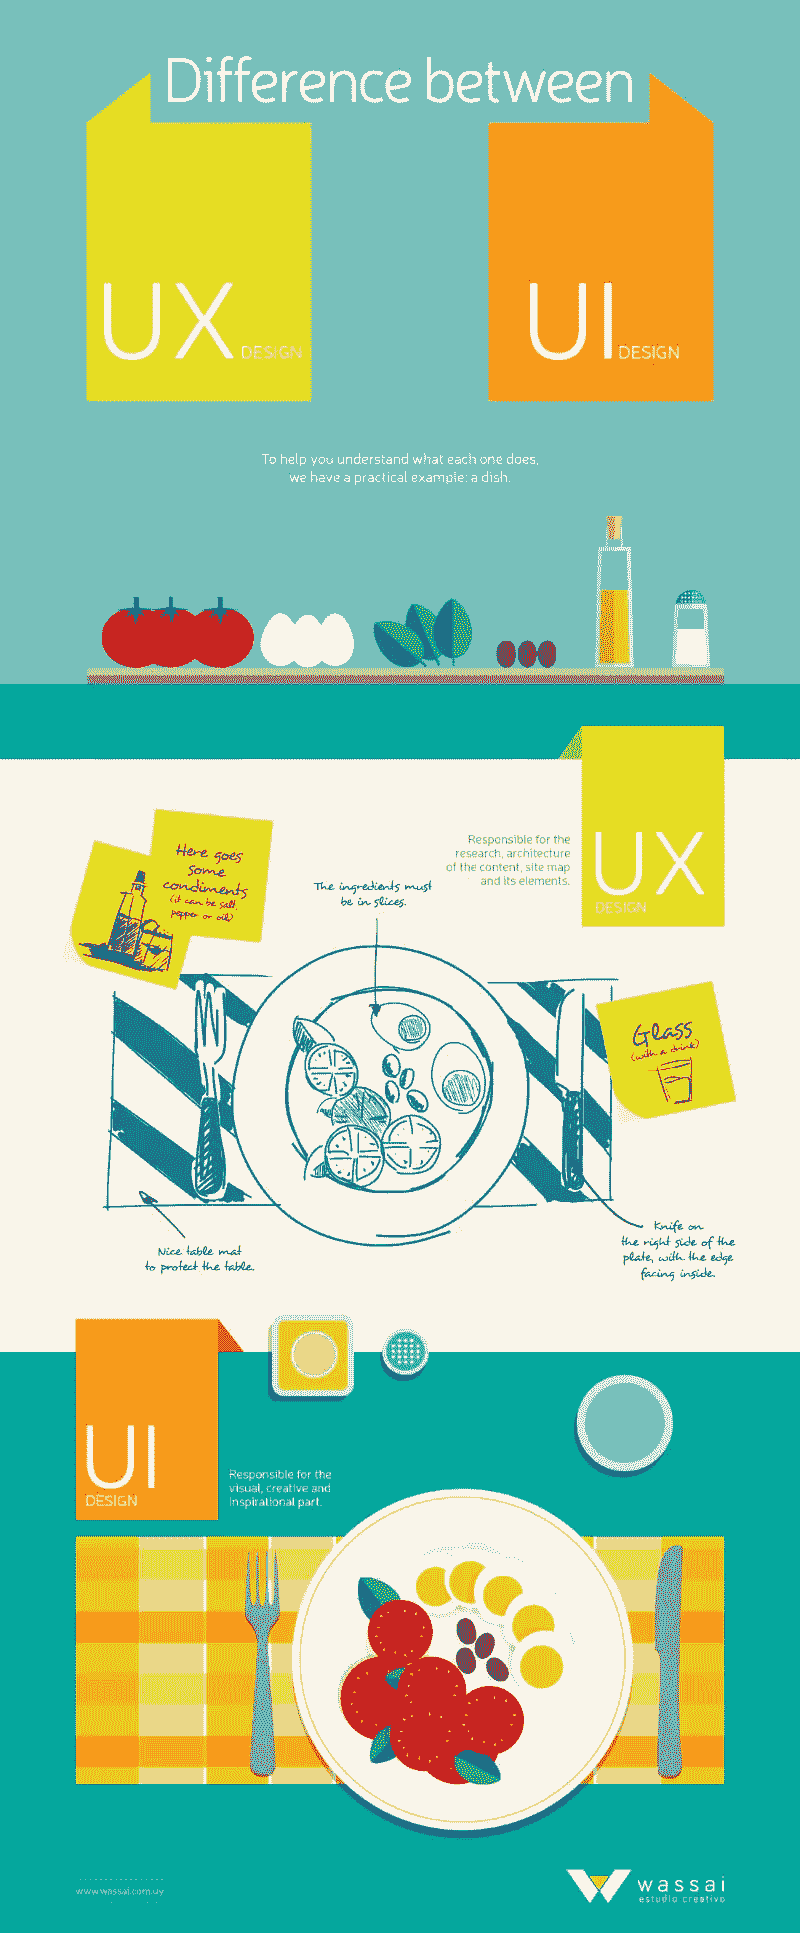 Difference between
UX DESIGN
UI DESIGN
To help you understand what each one does,
we have a practical example: a dish.
UX
DESIGN
Responsible for the
research, architecture
of the content, site map
and its elements.
Here goes
some
condiments
(it can be salt
pepper or oil)
The ingredients must
be in slices.
Glass
(with a drink)
Nice table mat
to protect the table.
Knife on
the right side of the
plate, with the edge
facing inside.
UI
DESIGN
Responsible for the
visual, creative and
inspirational part.
www.wassai.com.uy
wassai
estudio creativo